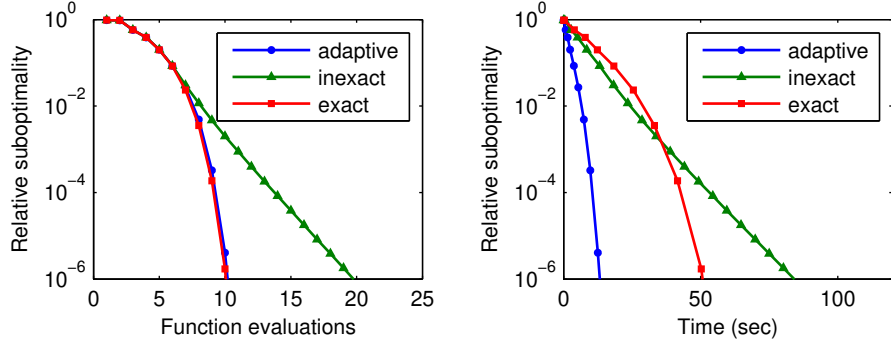 10^0
10^−2
10^−4
10^−6
Relative suboptimality
0 5 10 15 20 25
Function evaluations
adaptive
inexact
exact
10^0
10^−2
10^−4
10^−6
Relative suboptimality
0 50 100
Time (sec)
adaptive
inexact
exact